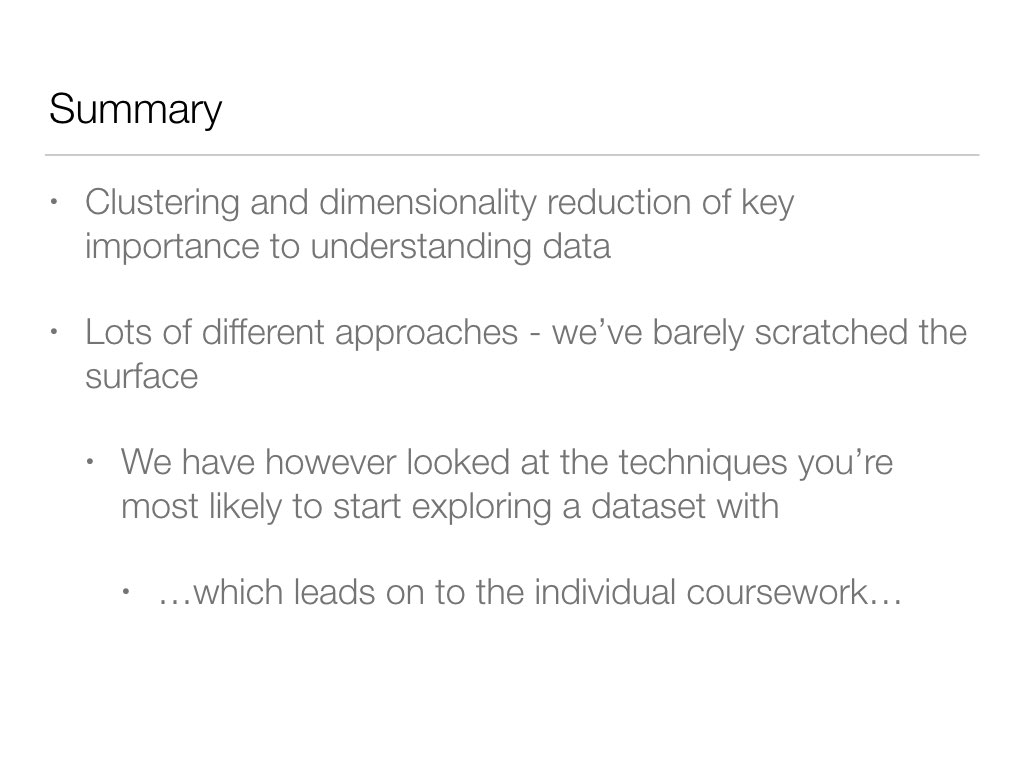 Summary
• Clustering and dimensionality reduction of key
importance to understanding data
• Lots of different approaches - we’ve barely scratched the
surface
• We have however looked at the techniques you’re
most likely to start exploring a dataset with
• …which leads on to the individual coursework…